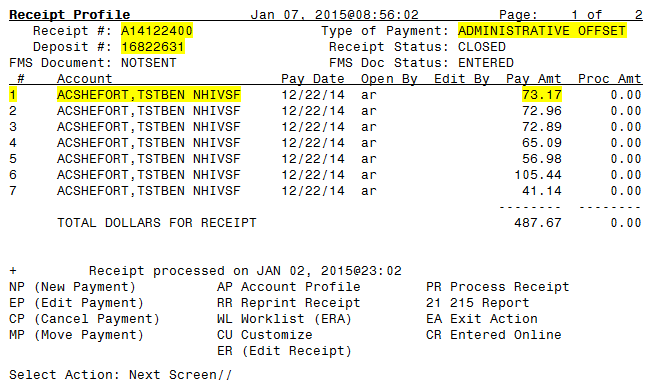 Receipt Profile Jan 07, 2015@08:56:02 Page: 1 of 2
Receipt #: A14122400 Type of Payment: ADMINISTRATIVE OFFSET
Deposit #: 16822631 Receipt Status: CLOSED
FMS Document: NOTSENT FMS Doc Status: ENTERED
# Account Pay Date Open By Edit By Pay Amt Proc Amt
1 ACSHEFORT,TSTBEN NHIVSF 12/22/14 ar 73.17 0.00
2 ACSHEFORT,TSTBEN NHIVSF 12/22/14 ar 72.96 0.00
3 ACSHEFORT,TSTBEN NHIVSF 12/22/14 ar 72.89 0.00
4 ACSHEFORT,TSTBEN NHIVSF 12/22/14 ar 65.09 0.00
5 ACSHEFORT,TSTBEN NHIVSF 12/22/14 ar 56.98 0.00
6 ACSHEFORT,TSTBEN NHIVSF 12/22/14 ar 105.44 0.00
7 ACSHEFORT,TSTBEN NHIVSF 12/22/14 ar 41.14 0.00
-------- --------
TOTAL DOLLARS FOR RECEIPT 487.67 0.00
+ Receipt processed on JAN 02, 2015@23:02
NP (New Payment) AP Account Profile PR Process Receipt
EP (Edit Payment) RR Reprint Receipt 21 215 Report
CP (Cancel Payment) WL Worklist (ERA) EA Exit Action
MP (Move Payment) CU Customize CR Entered Online
ER (Edit Receipt)
Select Action: Next Screen//